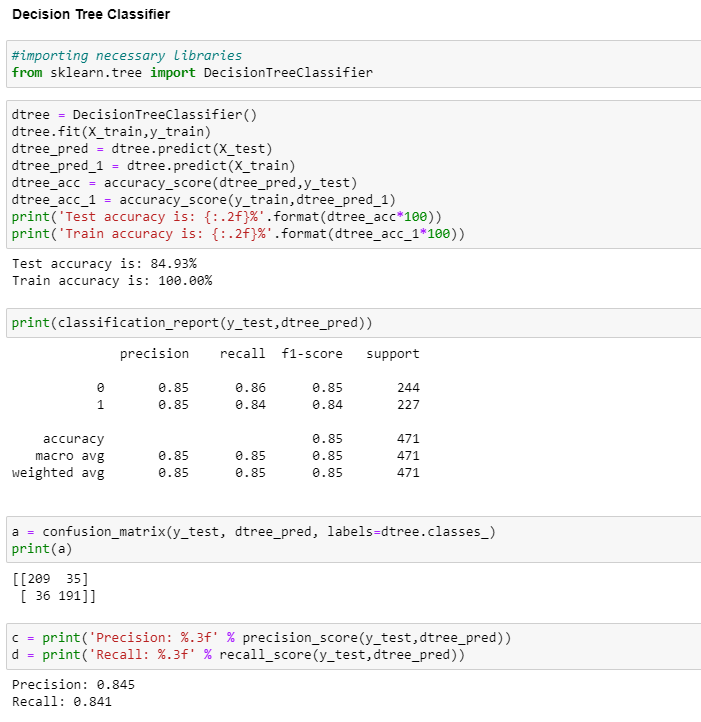 Decision Tree Classifier
#importing necessary libraries
from sklearn.tree import DecisionTreeClassifier
dtree = DecisionTreeClassifier()
dtree.fit(X_train,y_train)
dtree_pred = dtree.predict(X_test)
dtree_pred_1 = dtree.predict(X_train)
dtree_acc = accuracy_score(dtree_pred,y_test)
dtree_acc_1 = accuracy_score(y_train,dtree_pred_1)
print('Test accuracy is: {:.2f}%'.format(dtree_acc*100))
print('Train accuracy is: {:.2f}%'.format(dtree_acc_1*100))
Test accuracy is: 84.93%
Train accuracy is: 100.00%
print(classification_report(y_test,dtree_pred))
              precision    recall  f1-score   support
           0       0.85      0.86      0.85       244
           1       0.85      0.84      0.84       227
    accuracy                           0.85       471
   macro avg       0.85      0.85      0.85       471
weighted avg       0.85      0.85      0.85       471
a = confusion_matrix(y_test, dtree_pred, labels=dtree.classes_)
print(a)
[[209  35]
 [ 36 191]]
c = print('Precision: %.3f' % precision_score(y_test,dtree_pred))
d = print('Recall: %.3f' % recall_score(y_test,dtree_pred))
Precision: 0.845
Recall: 0.841